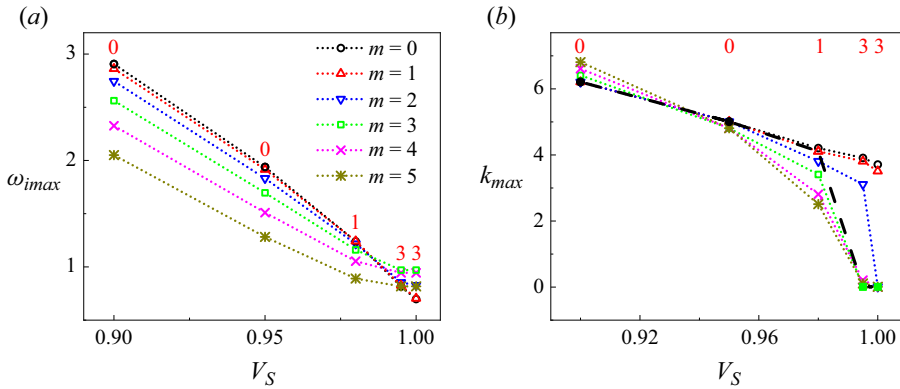 (a)
0
0
1
3 3
m = 0
m = 1
m = 2
m = 3
m = 4
m = 5
ω_imax
3
2
1
0.90 0.95 1.00
V_S
(b)
0 0 1 3 3
k_max
6
4
2
0
0.92 0.96 1.00
V_S